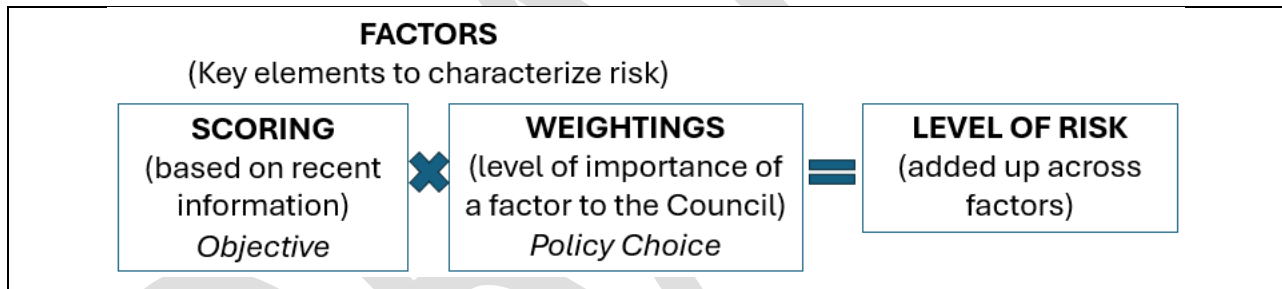 FACTORS
(Key elements to characterize risk)
SCORING
(based on recent
information)
Objective
WEIGHTINGS
(level of importance of
a factor to the Council)
Policy Choice
LEVEL OF RISK
(added up across
factors)